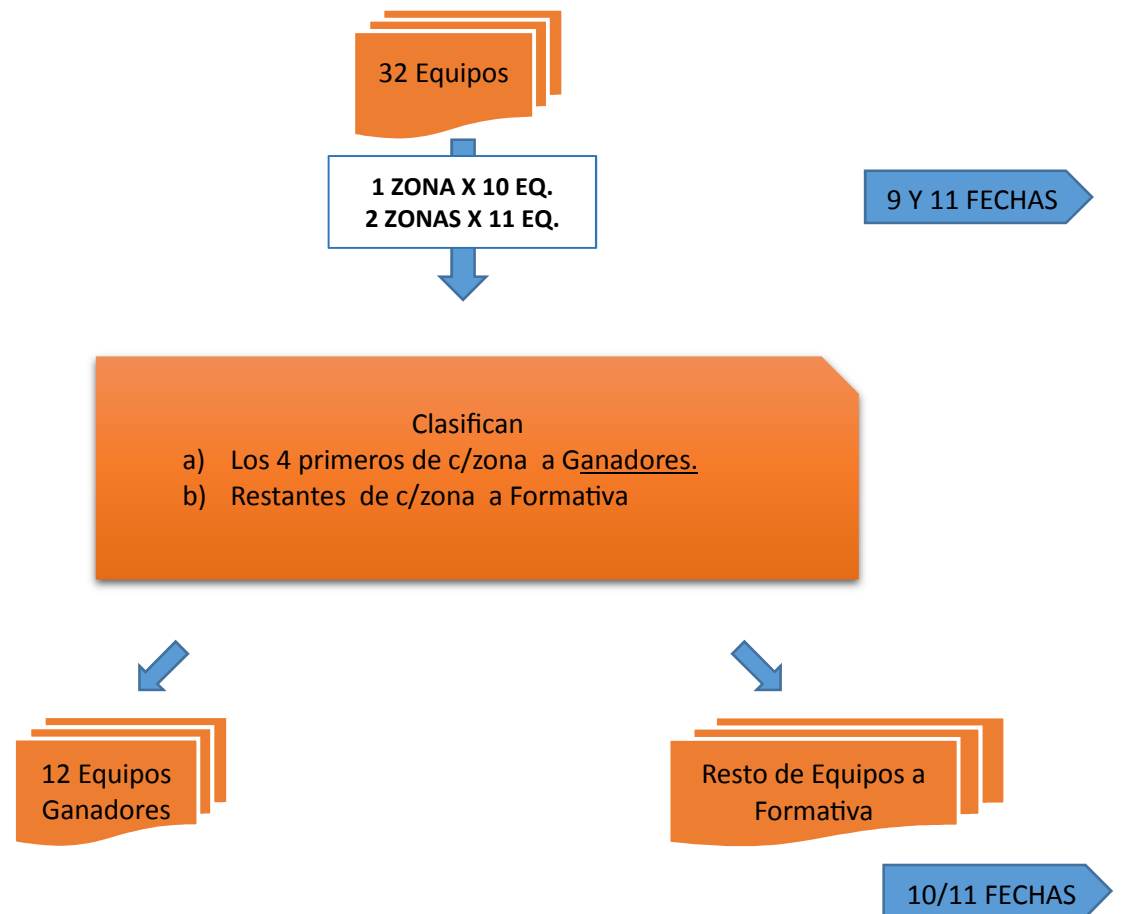 32 Equipos
1 ZONA X 10 EQ.
2 ZONAS X 11 EQ.
9 Y 11 FECHAS
Clasifican
a) Los 4 primeros de c/zona a Ganadores.
b) Restantes de c/zona a Formativa
12 Equipos
Ganadores
Resto de Equipos a
Formativa
10/11 FECHAS